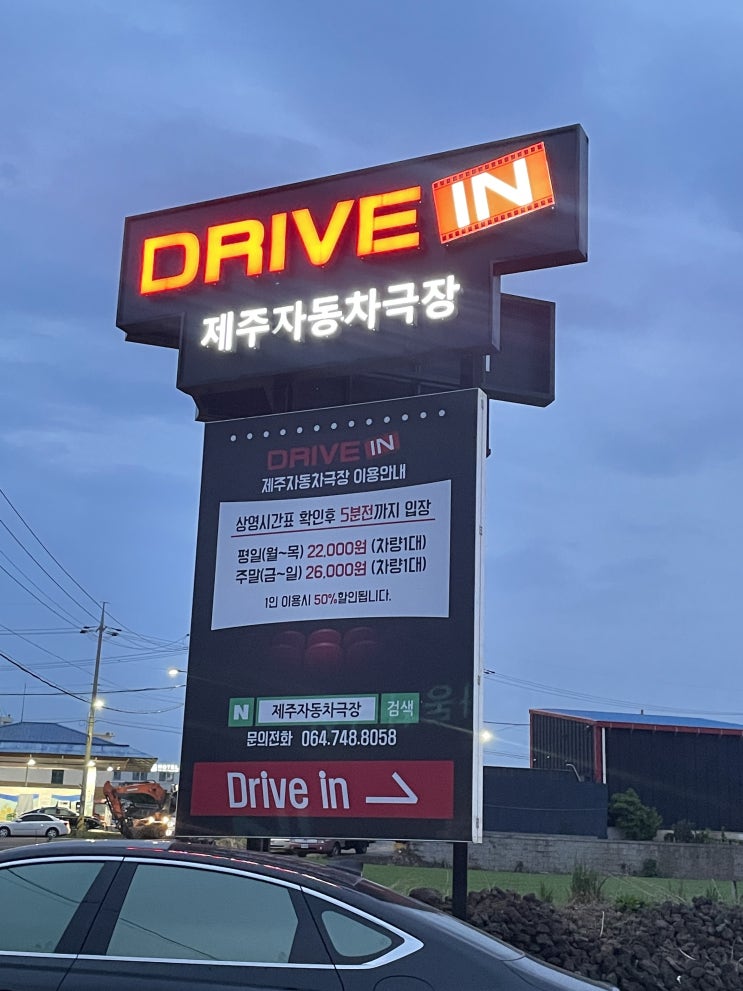 DRIVE IN
제주자동차극장
DRIVE IN
제주자동차극장 이용안내
상영시간표 확인후 5분전까지 입장
평일(월~목) 22,000원 (차량1대)
주말(금~일) 26,000원 (차량1대)
1인 이용시 50%할인됩니다.
N 제주자동차극장 검색
문의전화 064.748.8058
Drive in
HOTEL